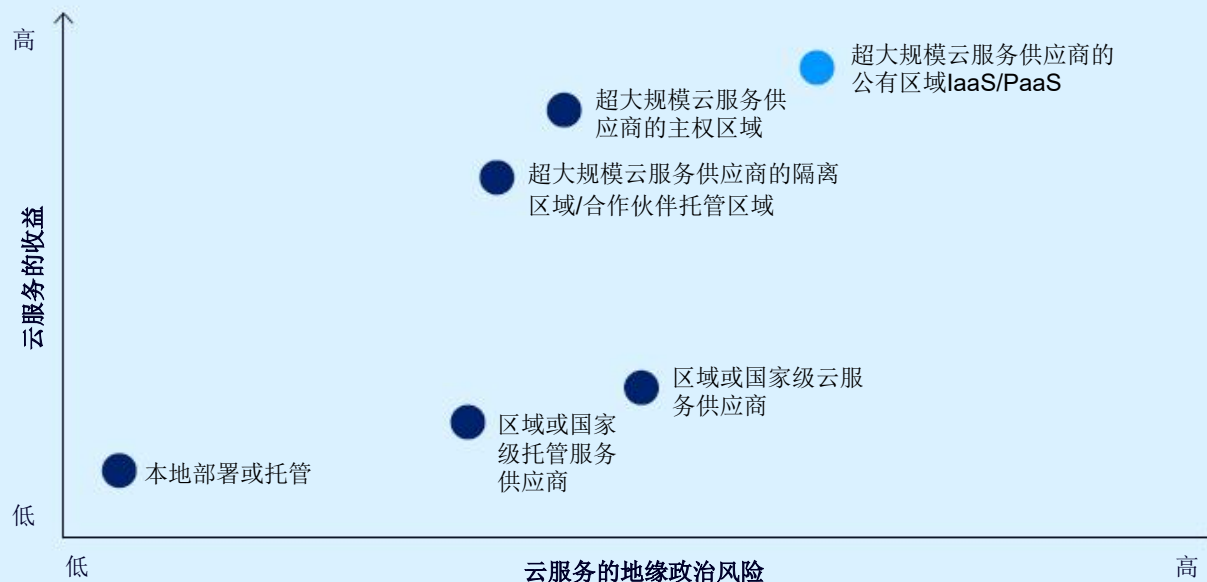 高
超大规模云服务供应商的
公有区域IaaS/PaaS
超大规模云服务供
应商的主权区域
超大规模云服务供应商的隔离
区域/合作伙伴托管区域
云服务的收益
区域或国家级云服
务供应商
区域或国家
级托管服务
供应商
本地部署或托管
低
低
云服务的地缘政治风险
高